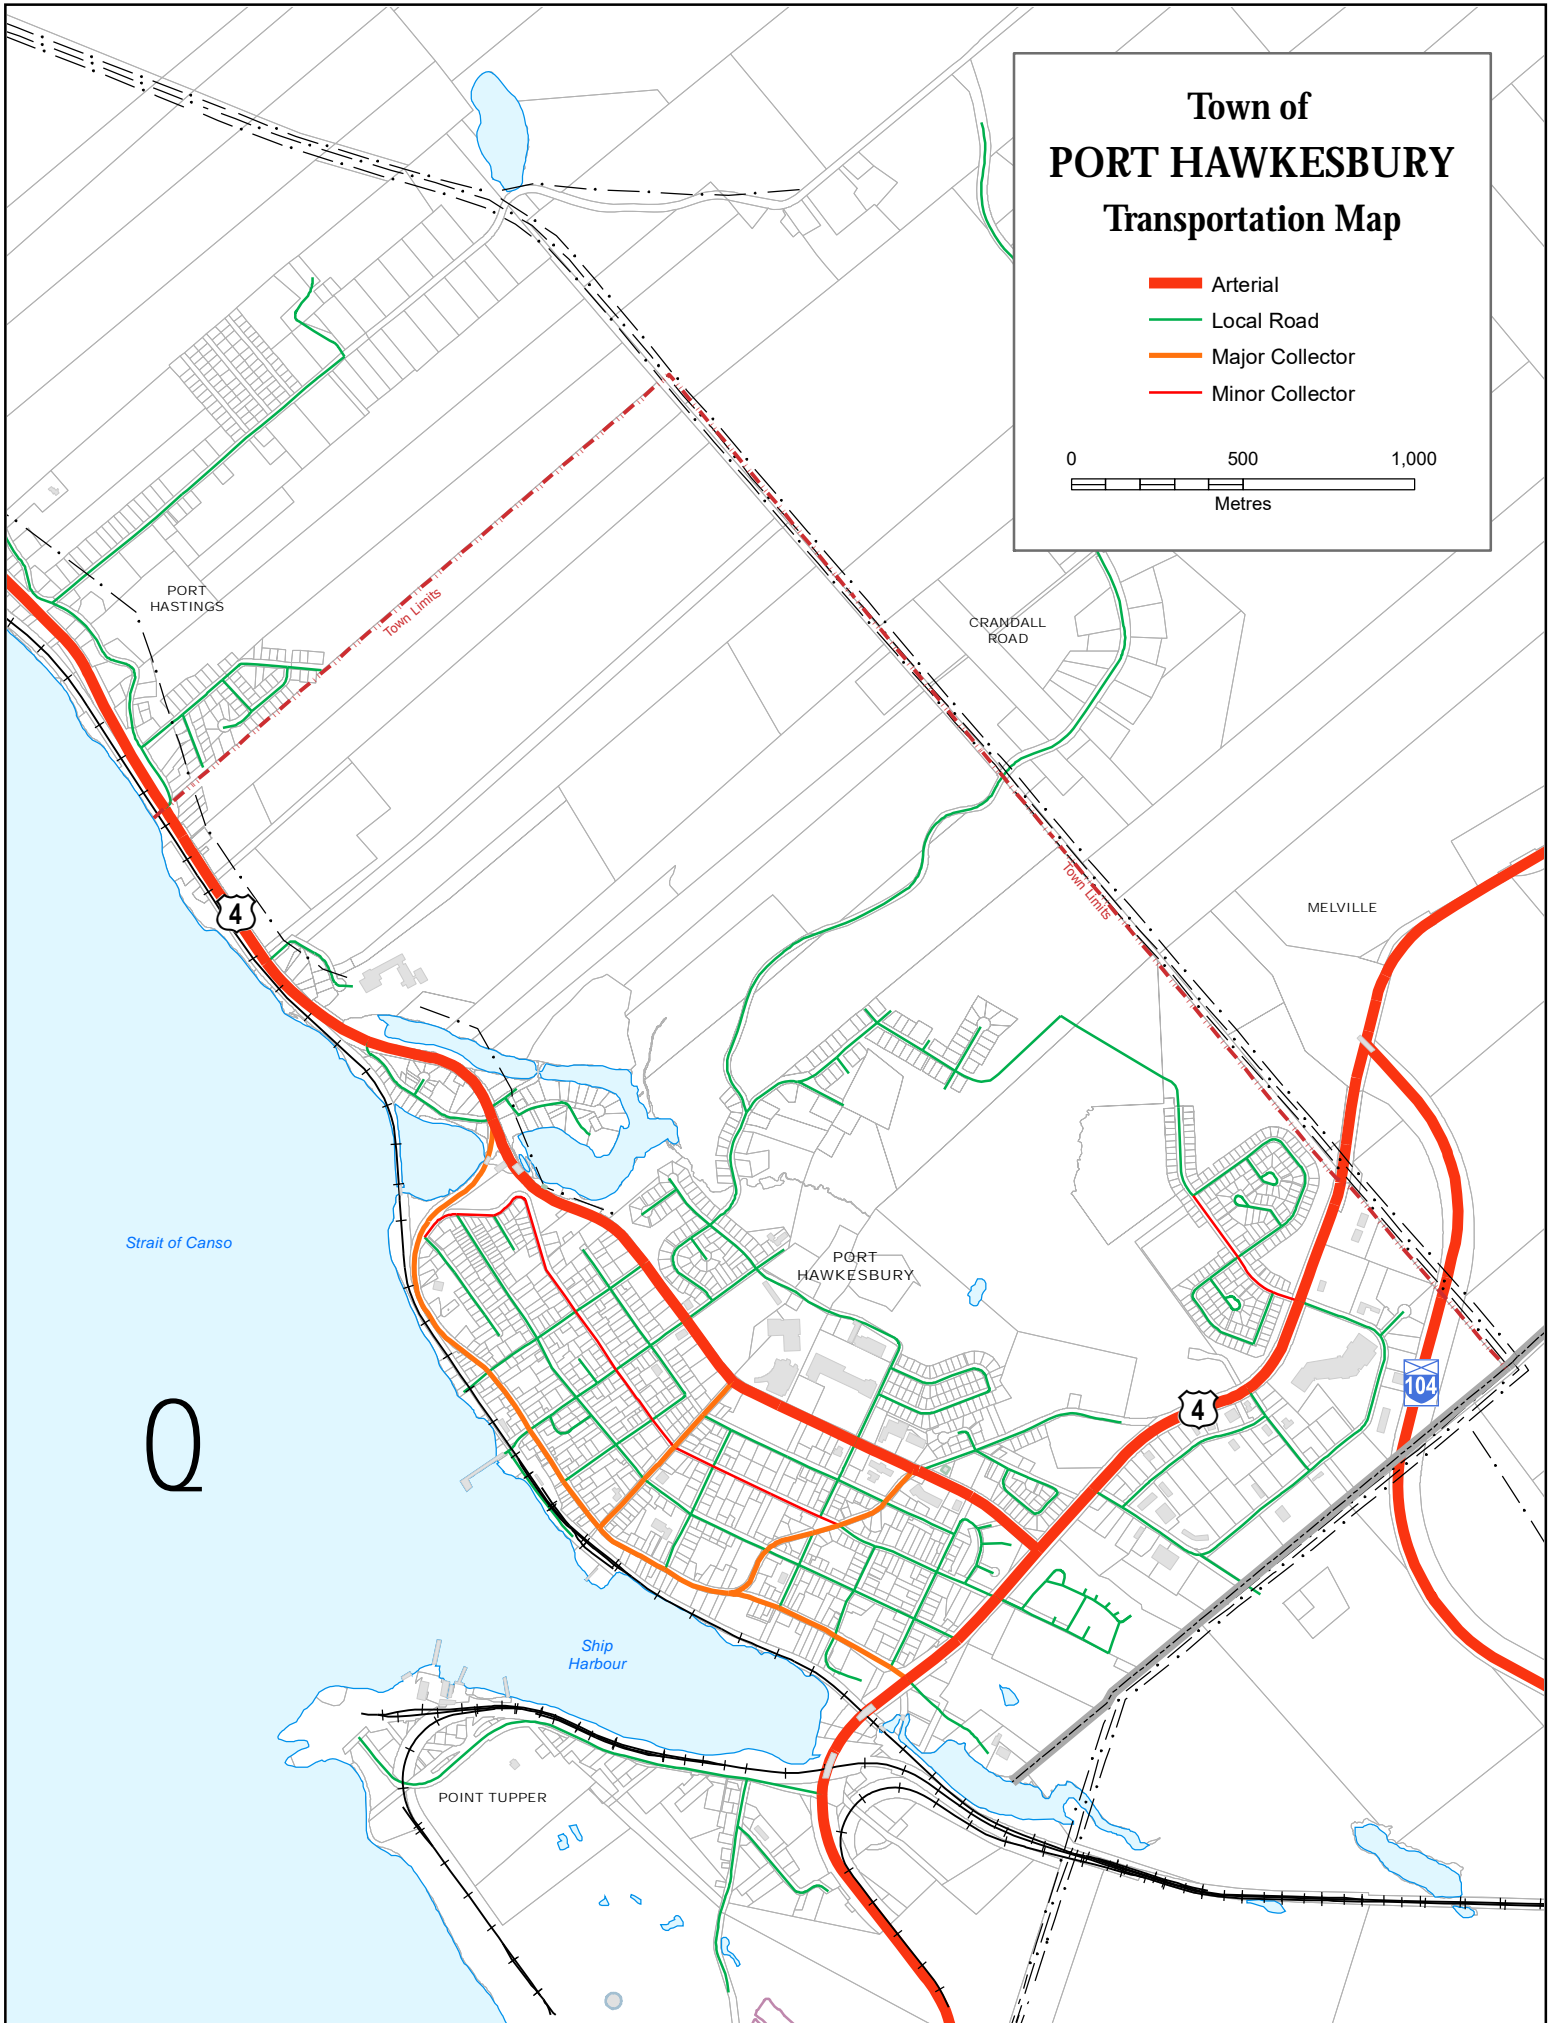 Town of
PORT HAWKESBURY
Transportation Map
Arterial
Local Road
Major Collector
Minor Collector
0 500 1,000
Metres
PORT
HASTINGS
Town Limits
CRANDALL
ROAD
Town Limits
MELVILLE
4
Strait of Canso
PORT
HAWKESBURY
104
4
Q
Ship
Harbour
POINT TUPPER